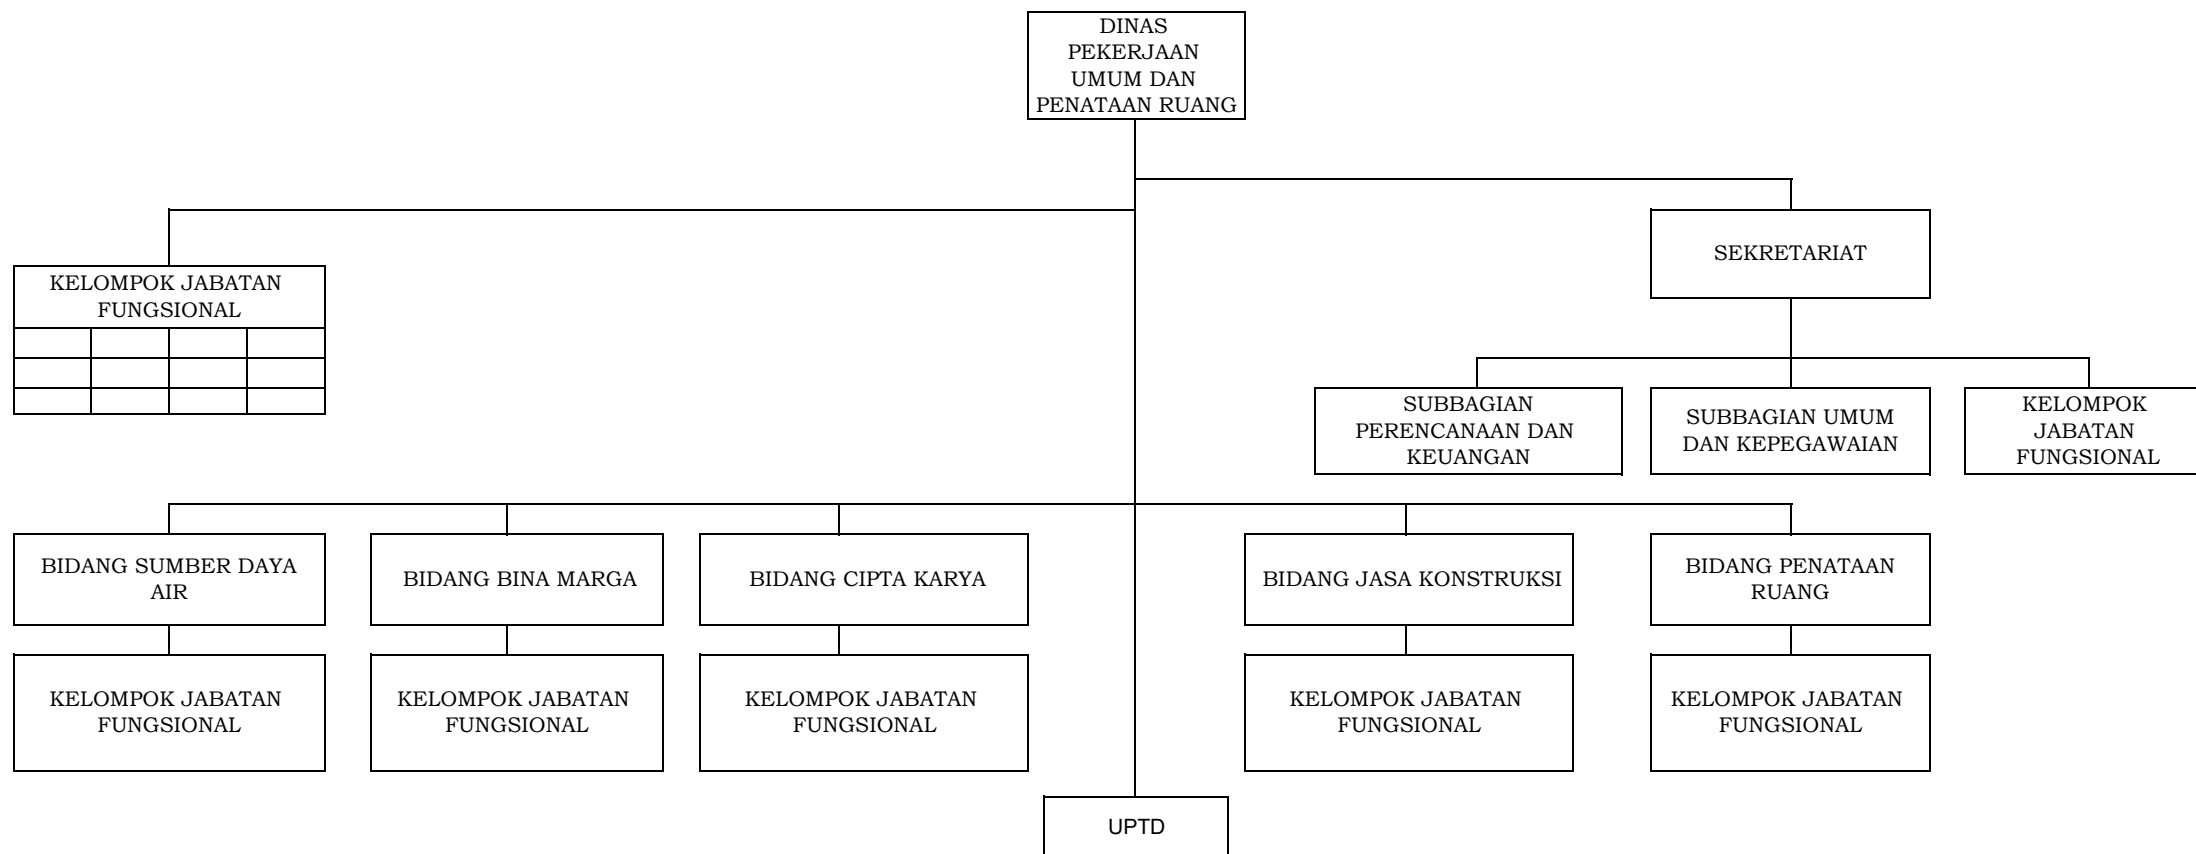 DINAS
PEKERJAAN
UMUM DAN
PENATAAN RUANG
SEKRETARIAT
KELOMPOK JABATAN
FUNGSIONAL
SUBBAGIAN
PERENCANAAN DAN
KEUANGAN
SUBBAGIAN UMUM
DAN KEPEGAWAIAN
KELOMPOK
JABATAN
FUNGSIONAL
BIDANG SUMBER DAYA
AIR
BIDANG BINA MARGA
BIDANG CIPTA KARYA
BIDANG JASA KONSTRUKSI
BIDANG PENATAAN
RUANG
KELOMPOK JABATAN
FUNGSIONAL
KELOMPOK JABATAN
FUNGSIONAL
KELOMPOK JABATAN
FUNGSIONAL
KELOMPOK JABATAN
FUNGSIONAL
KELOMPOK JABATAN
FUNGSIONAL
UPTD